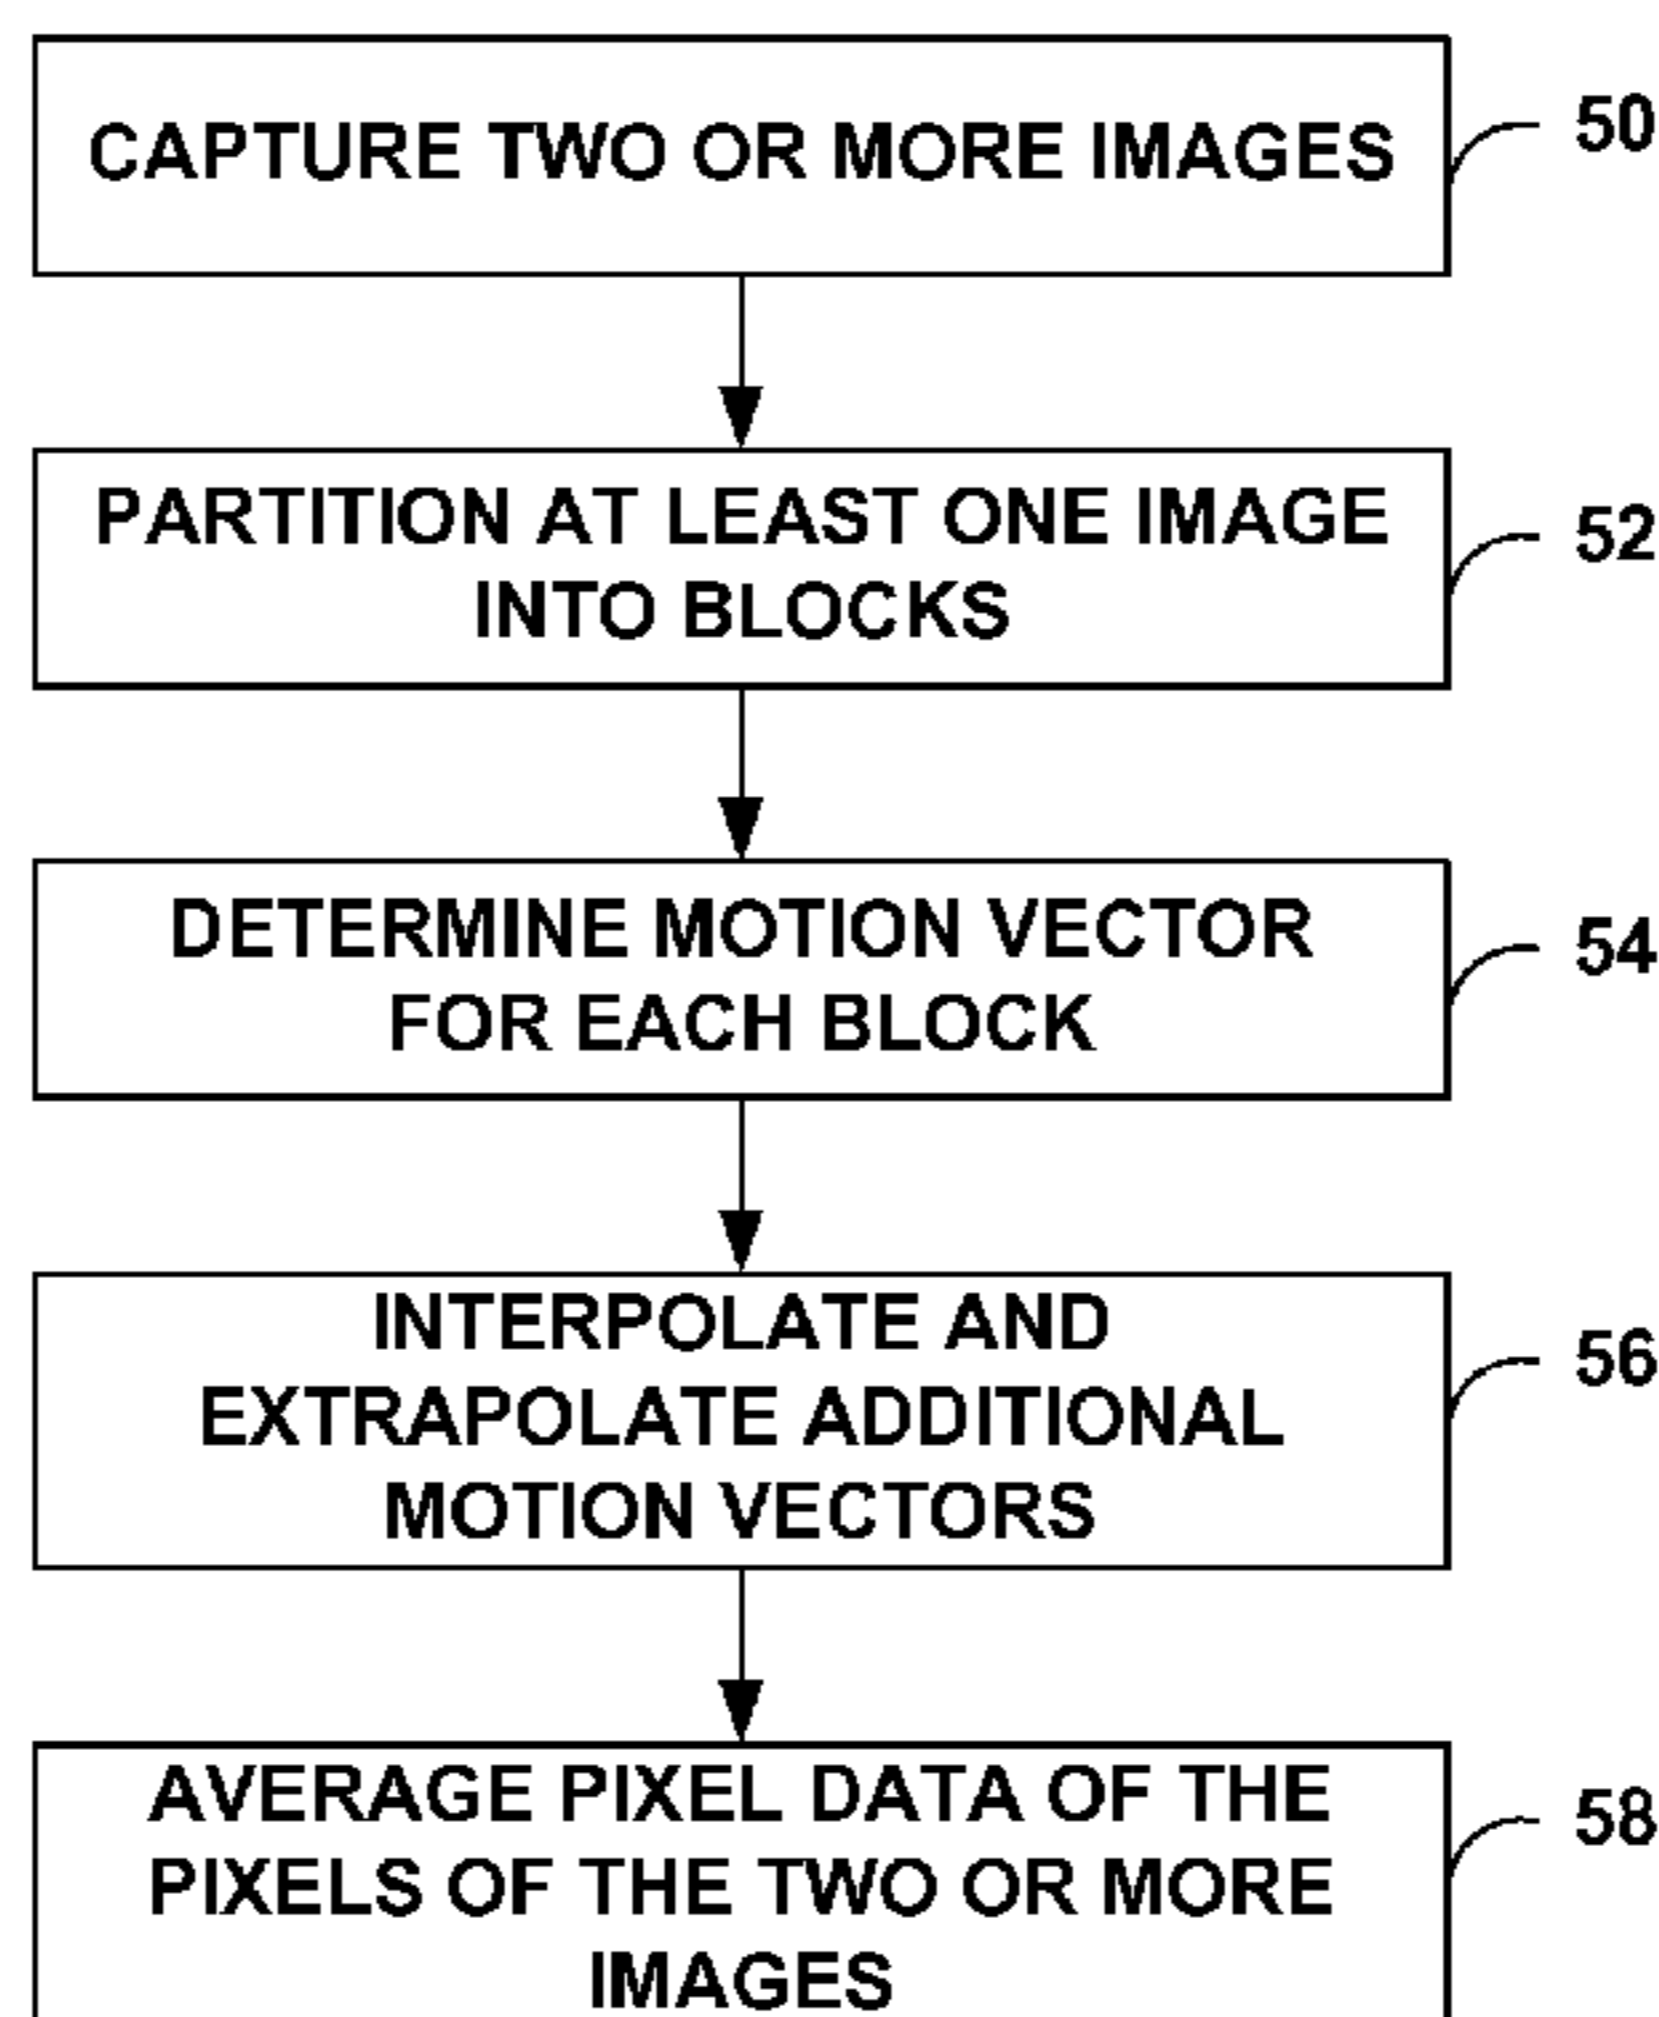 CAPTURE TWO OR MORE IMAGES
50
PARTITION AT LEAST ONE IMAGE
INTO BLOCKS
52
DETERMINE MOTION VECTOR
FOR EACH BLOCK
54
INTERPOLATE AND
EXTRAPOLATE ADDITIONAL
MOTION VECTORS
56
AVERAGE PIXEL DATA OF THE
PIXELS OF THE TWO OR MORE
IMAGES
58